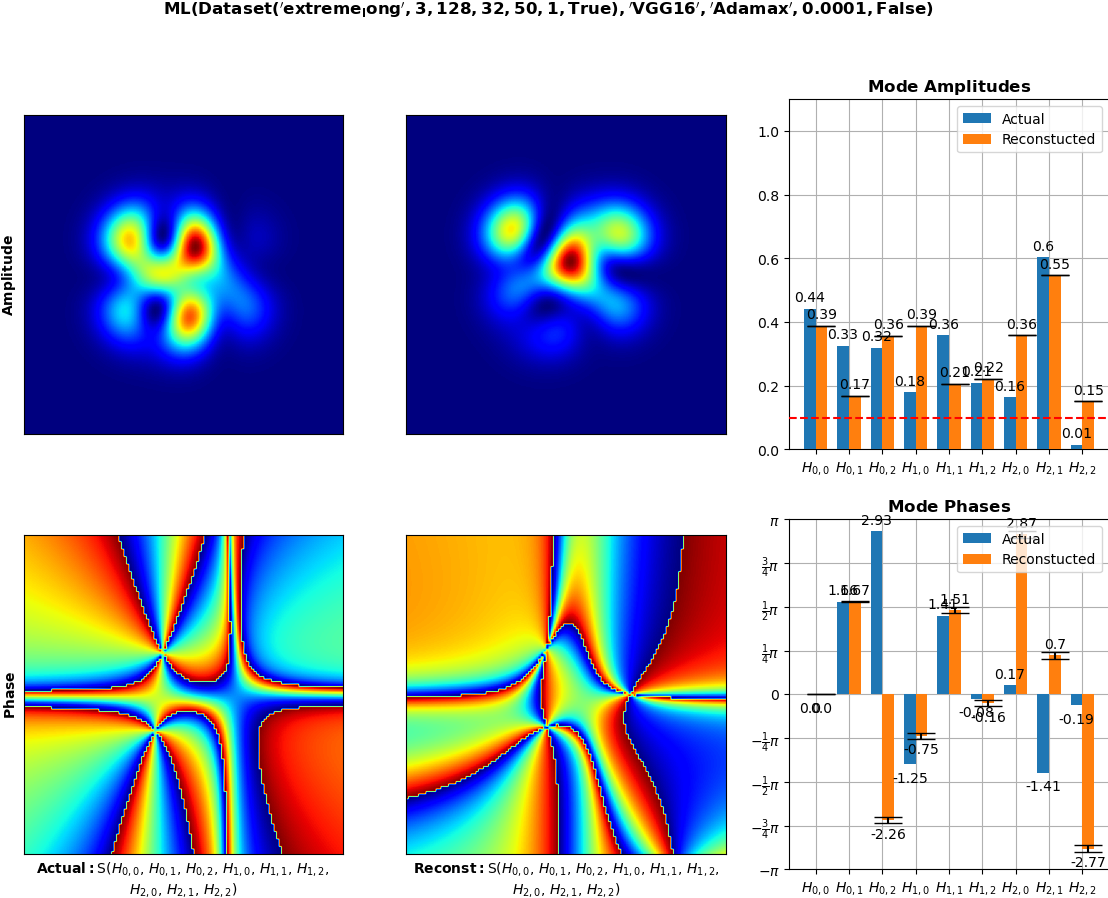 ML(Dataset('extreme_long', 3, 128, 32, 50, 1, True), 'VGG16', 'Adamax', 0.0001, False)
Amplitude
Mode Amplitudes
Actual
Reconstucted
1.0
0.8
0.6
0.4
0.2
0.0
0.44
0.39
0.33
0.17
0.32
0.36
0.18
0.39
0.36
0.21
0.21
0.22
0.16
0.36
0.6
0.55
0.01
0.15
H0,0 H0,1 H0,2 H1,0 H1,1 H1,2 H2,0 H2,1 H2,2
Phase
Actual: S(H0,0, H0,1, H0,2, H1,0, H1,1, H1,2,
H2,0, H2,1, H2,2)
Reconst: S(H0,0, H0,1, H0,2, H1,0, H1,1, H1,2,
H2,0, H2,1, H2,2)
Mode Phases
Actual
Reconstucted
π
3/4π
1/2π
1/4π
0
−1/4π
−1/2π
−3/4π
−π
0.0
0.0
1.66
1.67
2.93
-2.26
-1.25
-0.75
1.51
-0.08
-0.16
0.17
2.87
-1.41
0.7
-0.19
-2.77
H0,0 H0,1 H0,2 H1,0 H1,1 H1,2 H2,0 H2,1 H2,2